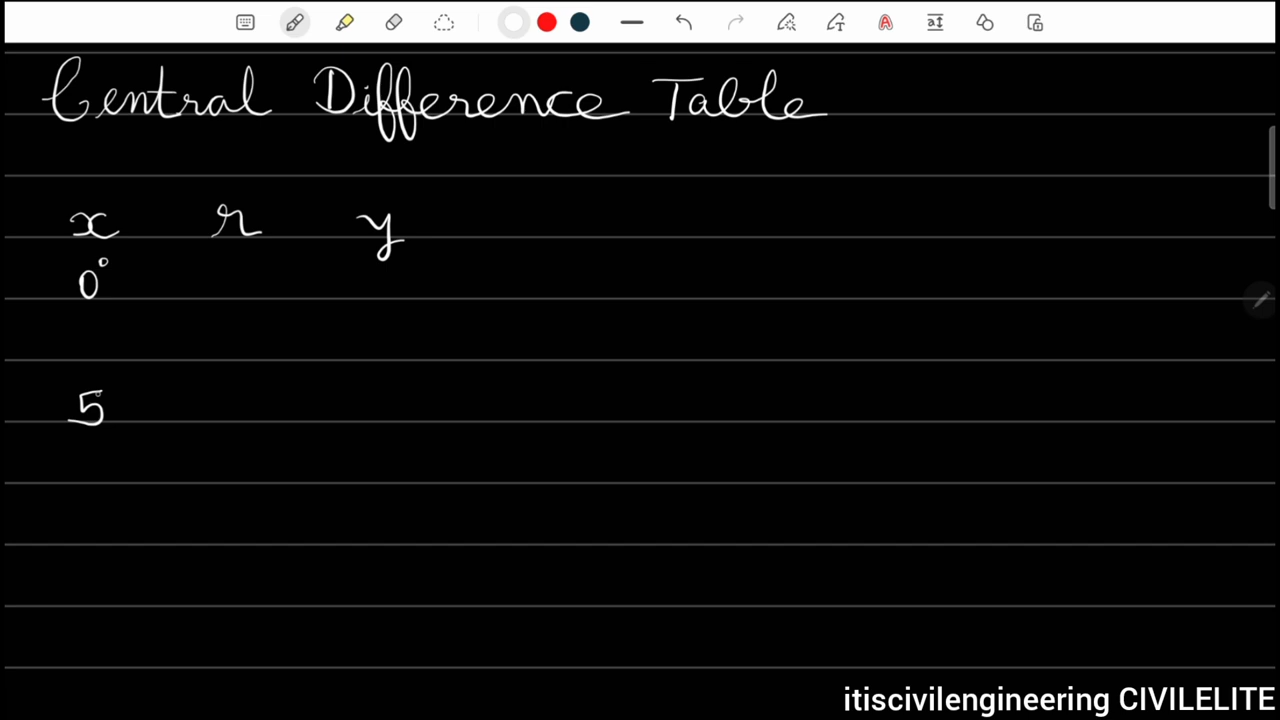 Central Difference Table
x r y
0°
5°
itiscivilengineering CIVILELITE